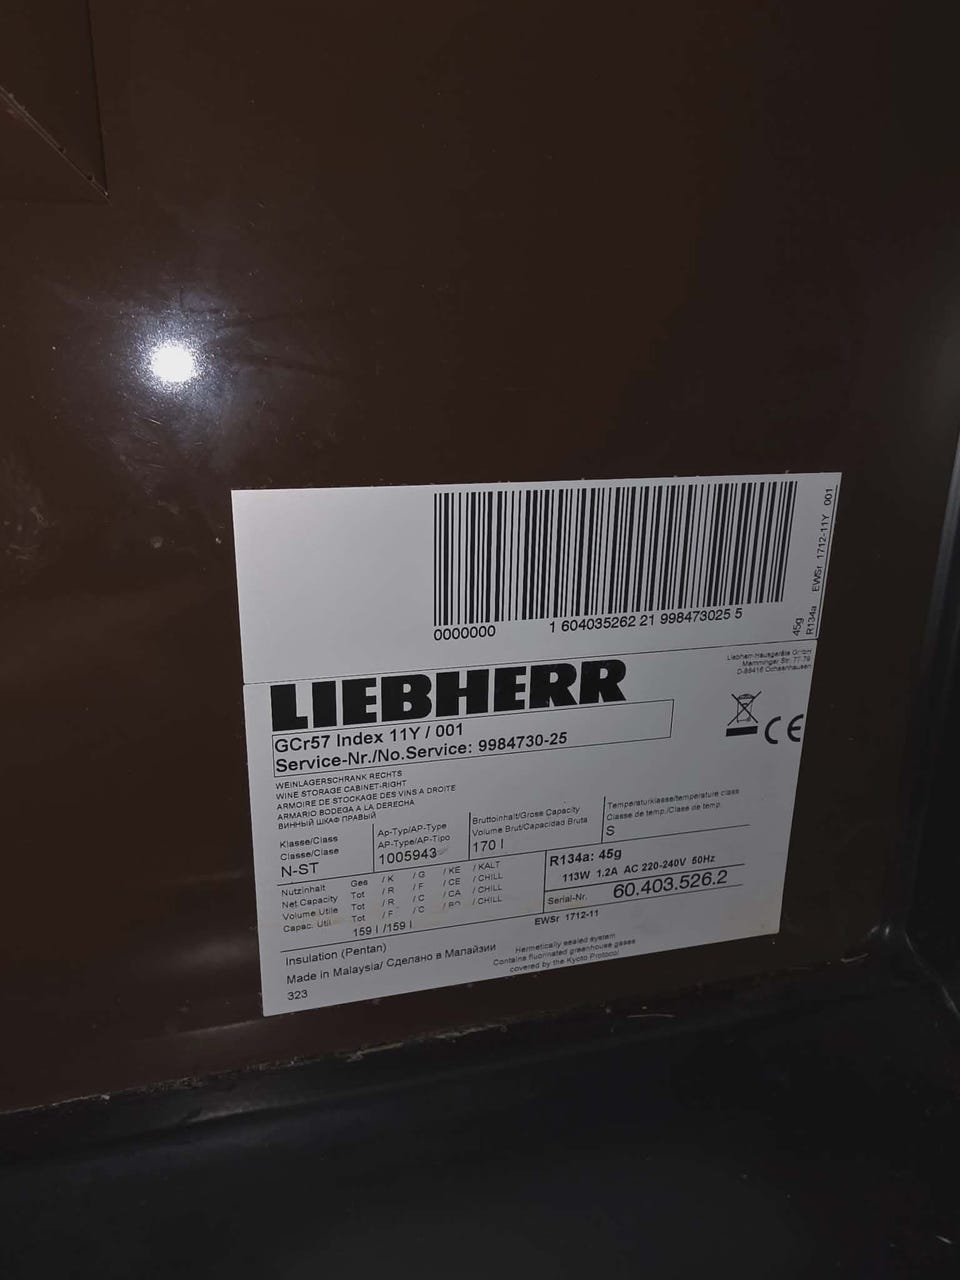 0000000
1 604035262 21 998473025 5
45g
R134a EWSr 1712-11Y 001
LIEBHERR
Liebherr-Hausgeräte GmbH
Memminger Str. 77-79
D-88416 Ochsenhausen
GCr57 Index 11Y / 001
Service-Nr./No.Service: 9984730-25
CE
WEINLAGERSCHRANK RECHTS
WINE STORAGE CABINET-RIGHT
ARMOIRE DE STOCKAGE DES VINS A DROITE
ARMARIO BODEGA A LA DERECHA
ВИННЫЙ ШКАФ ПРАВЫЙ
Klasse/Class
Classe/Clase
N-ST
Ap-Typ/AP-Type
AP-Type/AP-Tipo
1005943
Bruttoinhalt/Gross Capacity
Volume Brut/Capacidad Bruta
170 l
Temperaturklasse/temperature class
Classe de temp./Clase de temp.
S
Nutzinhalt Ges / K / G / KE / KALT
Net Capacity Tot / R / F / CE / CHILL
Volume Utile Tot / R / C / CA / CHILL
Capac. Util Tot / F / C / CHILL
159 l /159 l
R134a: 45g
113W 1.2A AC 220-240V 50Hz
Serial-Nr. 60.403.526.2
EWSr 1712-11
Insulation (Pentan)
Made in Malaysia/ Сделано в Малайзии
323
Hermetically sealed system
Contains fluorinated greenhouse gases
covered by the Kyoto Protocol